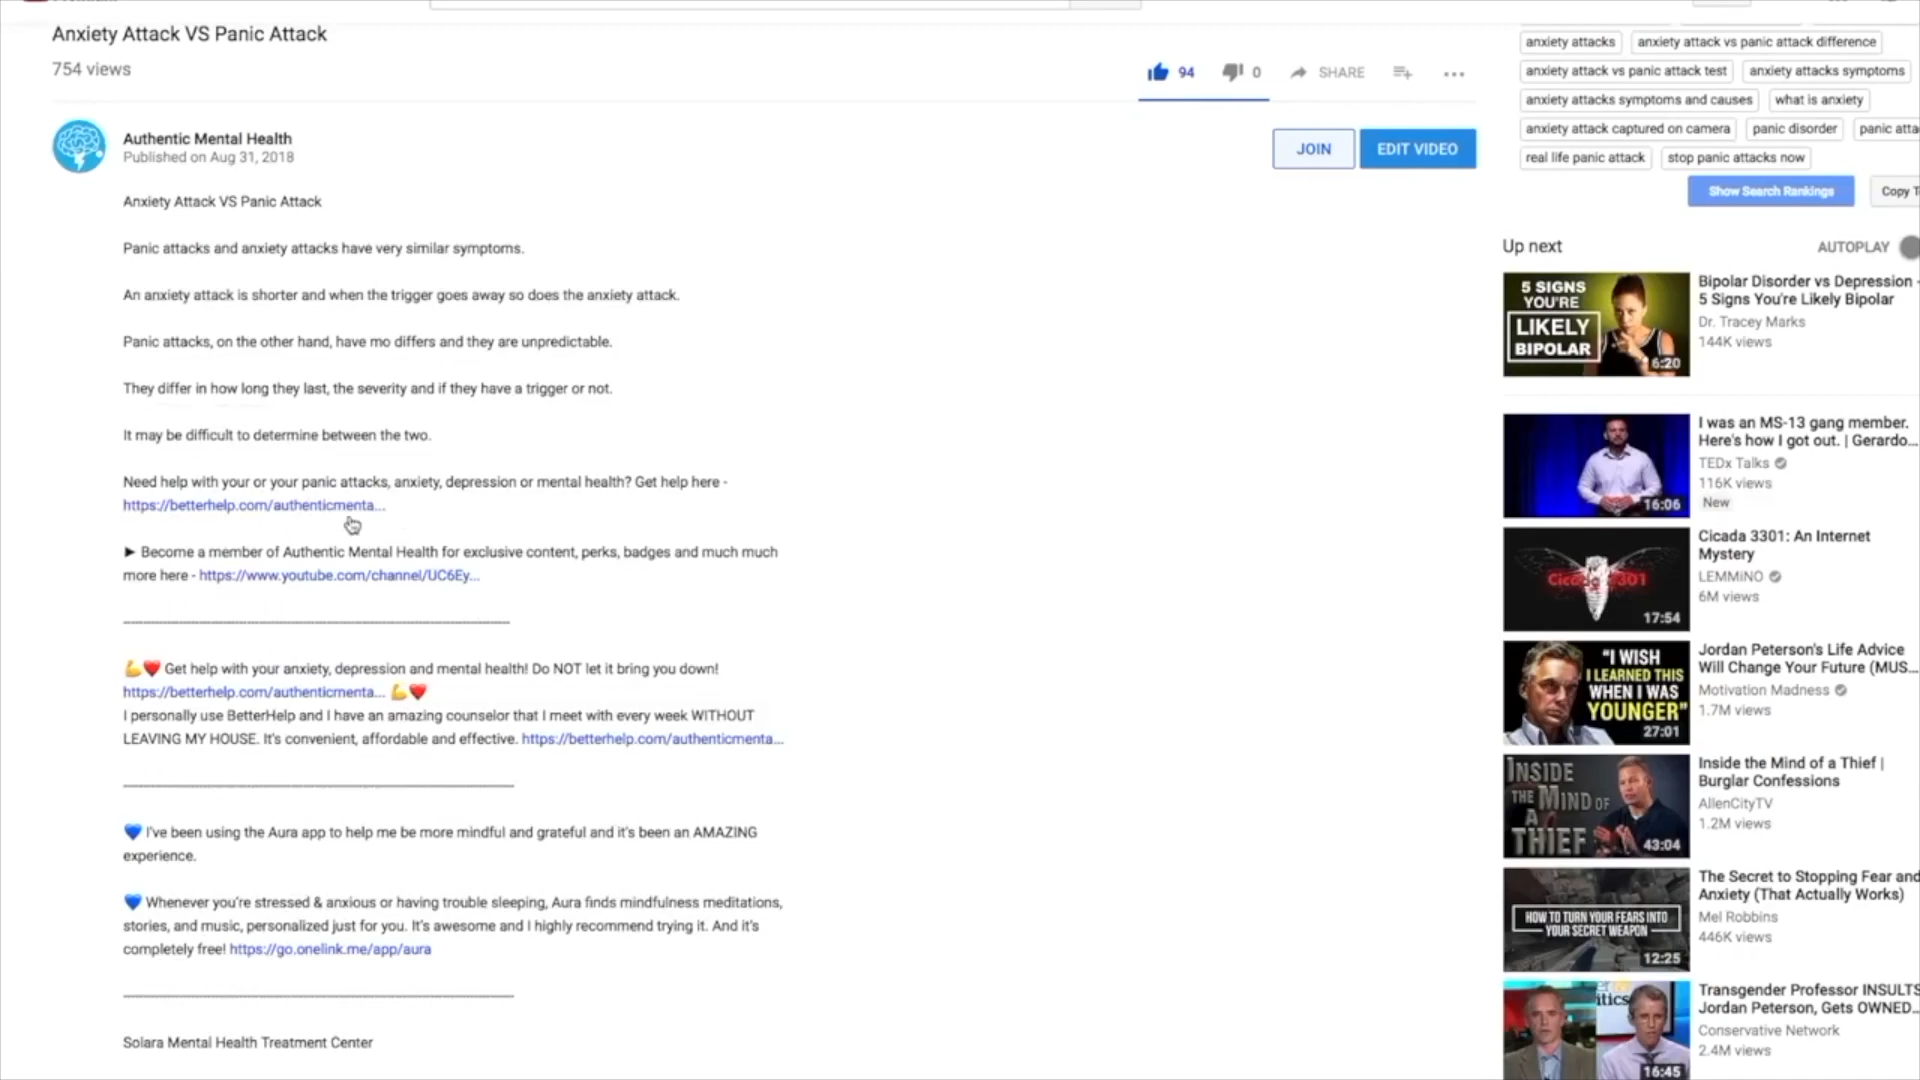 Anxiety Attack VS Panic Attack
754 views
94
0
SHARE
Authentic Mental Health
Published on Aug 31, 2018
JOIN
EDIT VIDEO
Anxiety Attack VS Panic Attack
Panic attacks and anxiety attacks have very similar symptoms.
An anxiety attack is shorter and when the trigger goes away so does the anxiety attack.
Panic attacks, on the other hand, have mo differs and they are unpredictable.
They differ in how long they last, the severity and if they have a trigger or not.
It may be difficult to determine between the two.
Need help with your or your panic attacks, anxiety, depression or mental health? Get help here -
https://betterhelp.com/authenticmenta...
► Become a member of Authentic Mental Health for exclusive content, perks, badges and much much
more here - https://www.youtube.com/channel/UC6Ey...
💪❤️ Get help with your anxiety, depression and mental health! Do NOT let it bring you down!
https://betterhelp.com/authenticmenta... 💪❤️
I personally use BetterHelp and I have an amazing counselor that I meet with every week WITHOUT
LEAVING MY HOUSE. It's convenient, affordable and effective. https://betterhelp.com/authenticmenta...
💙 I've been using the Aura app to help me be more mindful and grateful and it's been an AMAZING
experience.
💙 Whenever you're stressed & anxious or having trouble sleeping, Aura finds mindfulness meditations,
stories, and music, personalized just for you. It's awesome and I highly recommend trying it. And it's
completely free! https://go.onelink.me/app/aura
Solara Mental Health Treatment Center
anxiety attacks
anxiety attack vs panic attack difference
anxiety attack vs panic attack test
anxiety attacks symptoms
anxiety attacks symptoms and causes
what is anxiety
anxiety attack captured on camera
panic disorder
panic atta
real life panic attack
stop panic attacks now
Show Search Rankings
Copy T
Up next
AUTOPLAY
5 SIGNS
YOU'RE
LIKELY
BIPOLAR
6:20
Bipolar Disorder vs Depression -
5 Signs You're Likely Bipolar
Dr. Tracey Marks
144K views
16:06
I was an MS-13 gang member.
Here's how I got out. | Gerardo...
TEDx Talks
116K views
New
Cicada 3301
17:54
Cicada 3301: An Internet
Mystery
LEMMiNO
6M views
"I WISH
I LEARNED THIS
WHEN I WAS
YOUNGER"
27:01
Jordan Peterson's Life Advice
Will Change Your Future (MUS...
Motivation Madness
1.7M views
INSIDE
THE MIND OF
A
THIEF
43:04
Inside the Mind of a Thief |
Burglar Confessions
AllenCityTV
1.2M views
HOW TO TURN YOUR FEARS INTO
YOUR SECRET WEAPON
12:25
The Secret to Stopping Fear and
Anxiety (That Actually Works)
Mel Robbins
446K views
16:45
Transgender Professor INSULTS
Jordan Peterson, Gets OWNED...
Conservative Network
2.4M views